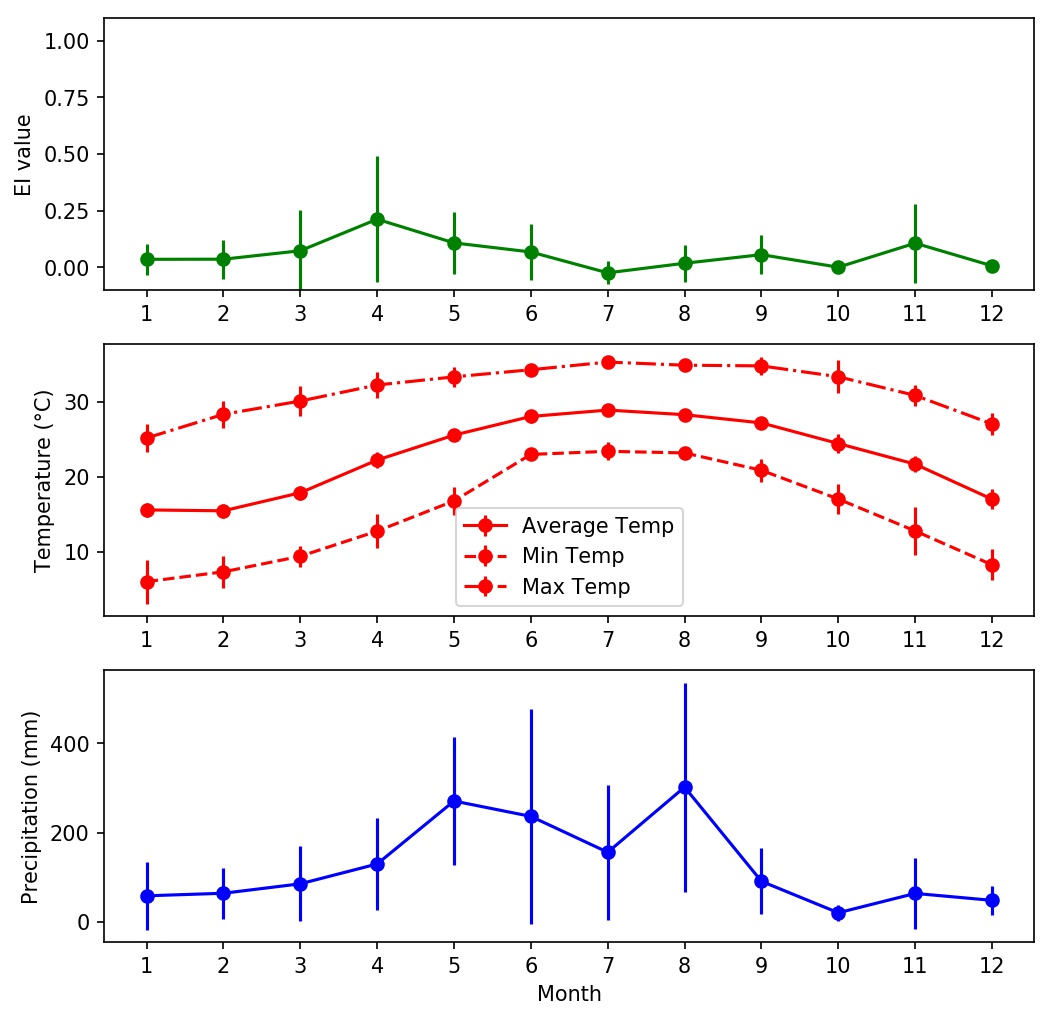 1.00
0.75
0.50
0.25
0.00
EI value
1 2 3 4 5 6 7 8 9 10 11 12
30
20
10
Temperature (°C)
Average Temp
Min Temp
Max Temp
1 2 3 4 5 6 7 8 9 10 11 12
400
200
0
Precipitation (mm)
1 2 3 4 5 6 7 8 9 10 11 12
Month